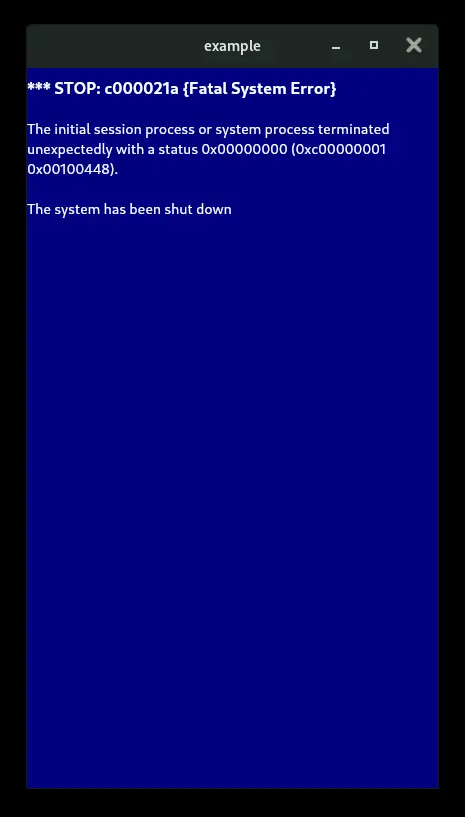 example
*** STOP: c000021a {Fatal System Error}
The initial session process or system process terminated
unexpectedly with a status 0x00000000 (0xc00000001
0x00100448).
The system has been shut down